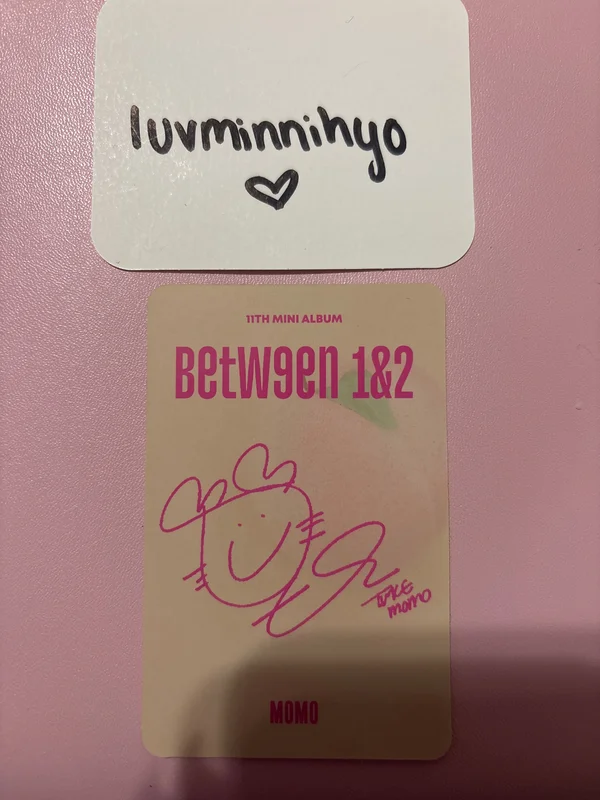 luvminnihyo
11TH MINI ALBUM
Betw9en 1&2
TWICE
momo
MOMO